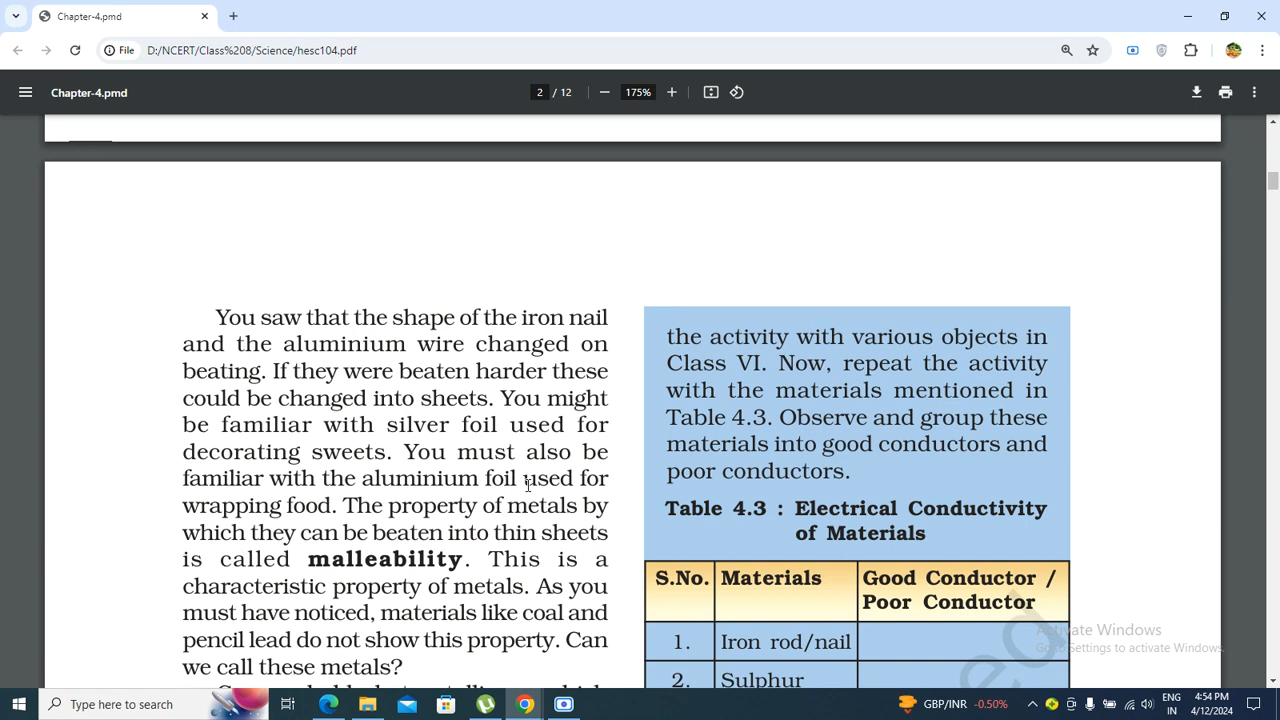 Chapter-4.pmd
File
D:/NCERT/Class%208/Science/hesc104.pdf
Chapter-4.pmd
2 / 12
175%
You saw that the shape of the iron nail
and the aluminium wire changed on
beating. If they were beaten harder these
could be changed into sheets. You might
be familiar with silver foil used for
decorating sweets. You must also be
familiar with the aluminium foil used for
wrapping food. The property of metals by
which they can be beaten into thin sheets
is called malleability. This is a
characteristic property of metals. As you
must have noticed, materials like coal and
pencil lead do not show this property. Can
we call these metals?
the activity with various objects in
Class VI. Now, repeat the activity
with the materials mentioned in
Table 4.3. Observe and group these
materials into good conductors and
poor conductors.
Table 4.3 : Electrical Conductivity
of Materials
S.No. Materials Good Conductor /
Poor Conductor
1. Iron rod/nail
2. Sulphur
Activate Windows
Go to Settings to activate Windows.
Type here to search
GBP/INR -0.50%
ENG
IN
4:54 PM
4/12/2024